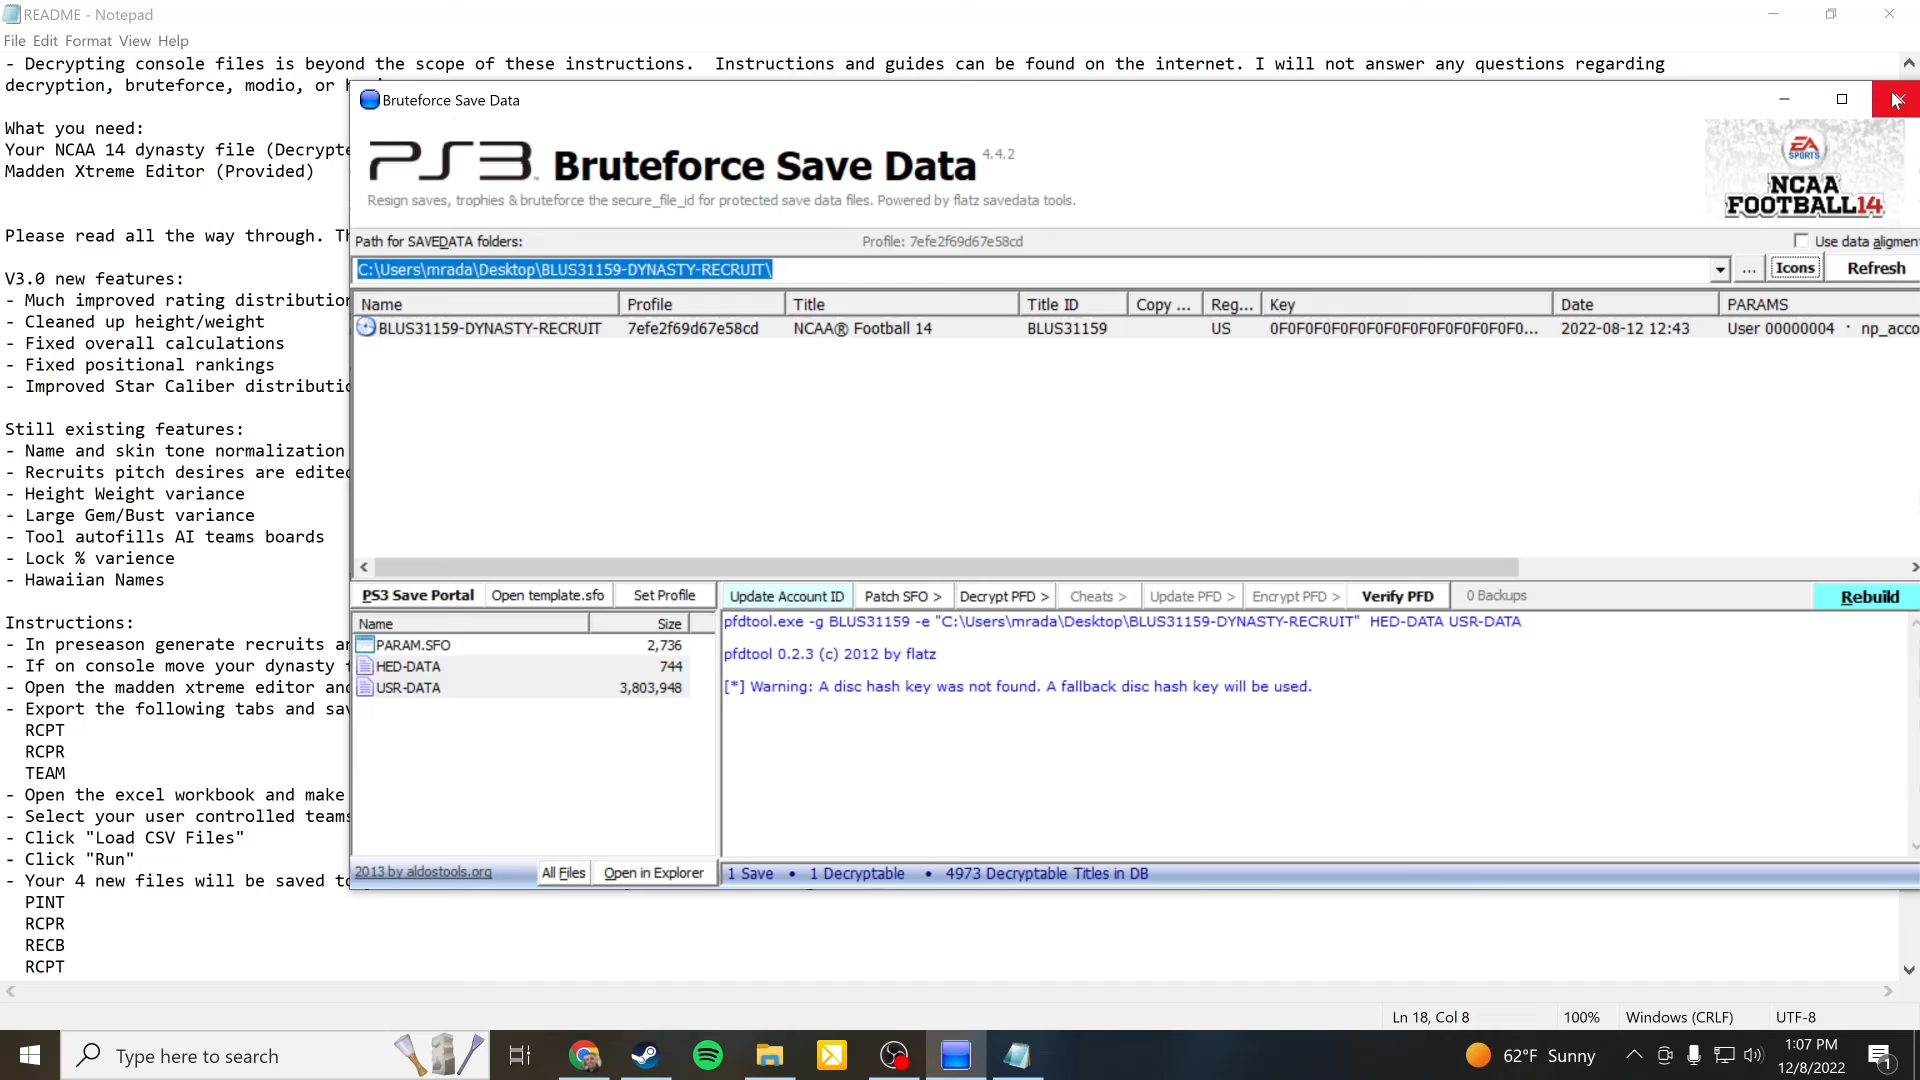 README - Notepad
File Edit Format View Help
- Decrypting console files is beyond the scope of these instructions.  Instructions and guides can be found on the internet. I will not answer any questions regarding
decryption, bruteforce, modio, or
What you need:
Your NCAA 14 dynasty file (Decrypte
Madden Xtreme Editor (Provided)
Please read all the way through. Th
V3.0 new features:
- Much improved rating distribution
- Cleaned up height/weight
- Fixed overall calculations
- Fixed positional rankings
- Improved Star Caliber distributio
Still existing features:
- Name and skin tone normalization
- Recruits pitch desires are edited
- Height Weight variance
- Large Gem/Bust variance
- Tool autofills AI teams boards
- Lock % varience
- Hawaiian Names
Instructions:
- In preseason generate recruits an
- If on console move your dynasty f
- Open the madden xtreme editor and
- Export the following tabs and sav
RCPT
RCPR
TEAM
- Open the excel workbook and make
- Select your user controlled teams
- Click "Load CSV Files"
- Click "Run"
- Your 4 new files will be saved to
PINT
RCPR
RECB
RCPT
Bruteforce Save Data
PS3 Bruteforce Save Data 4.4.2
Resign saves, trophies & bruteforce the secure_file_id for protected save data files. Powered by flatz savedata tools.
EA SPORTS
NCAA
FOOTBALL14
Path for SAVEDATA folders: Profile: 7efe2f69d67e58cd Use data aligment
C:\Users\mrada\Desktop\BLUS31159-DYNASTY-RECRUIT\ ... Icons Refresh
Name Profile Title Title ID Copy ... Reg... Key Date PARAMS
BLUS31159-DYNASTY-RECRUIT 7efe2f69d67e58cd NCAA® Football 14 BLUS31159 US 0F0F0F0F0F0F0F0F0F0F0F0F0F0F0... 2022-08-12 12:43 User 00000004 · np_acco
PS3 Save Portal Open template.sfo Set Profile Update Account ID Patch SFO > Decrypt PFD > Cheats > Update PFD > Encrypt PFD > Verify PFD 0 Backups Rebuild
Name Size
PARAM.SFO 2,736
HED-DATA 744
USR-DATA 3,803,948
pfdtool.exe -g BLUS31159 -e "C:\Users\mrada\Desktop\BLUS31159-DYNASTY-RECRUIT"  HED-DATA USR-DATA
pfdtool 0.2.3 (c) 2012 by flatz
[*] Warning: A disc hash key was not found. A fallback disc hash key will be used.
2013 by aldostools.org All Files Open in Explorer 1 Save • 1 Decryptable • 4973 Decryptable Titles in DB
Ln 18, Col 8 100% Windows (CRLF) UTF-8
Type here to search 62°F Sunny 1:07 PM
12/8/2022
1